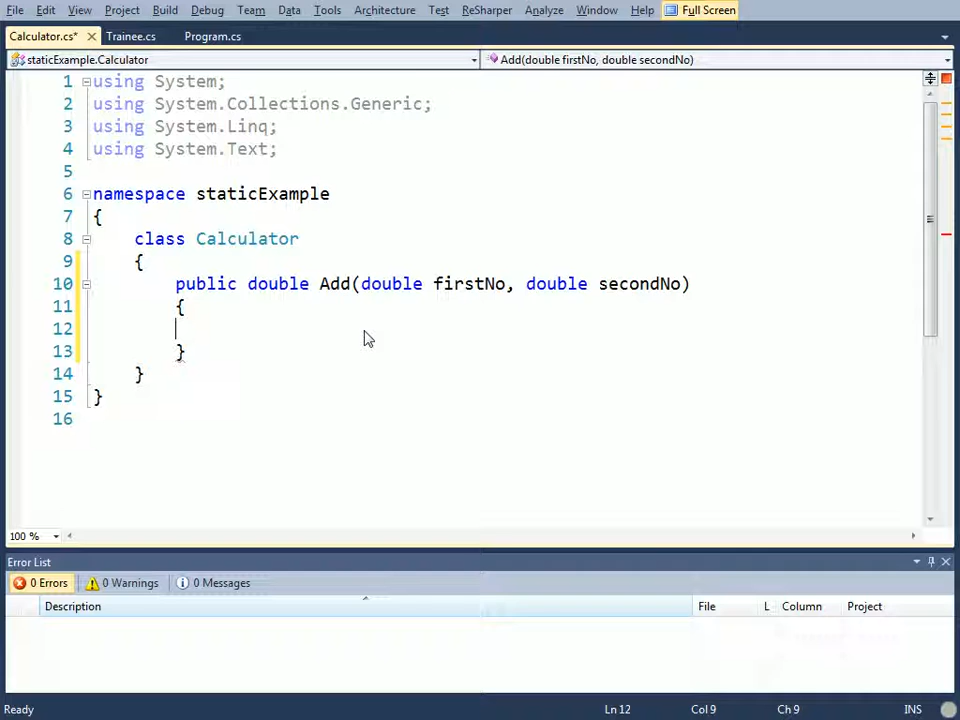 File Edit View Project Build Debug Team Data Tools Architecture Test ReSharper Analyze Window Help Full Screen
Calculator.cs* Trainee.cs Program.cs
staticExample.Calculator Add(double firstNo, double secondNo)
1 using System;
2 using System.Collections.Generic;
3 using System.Linq;
4 using System.Text;
5
6 namespace staticExample
7 {
8 class Calculator
9 {
10 public double Add(double firstNo, double secondNo)
11 {
12
13 }
14 }
15 }
16
100 %
Error List
0 Errors 0 Warnings 0 Messages
Description File L Column Project
Ready Ln 12 Col 9 Ch 9 INS